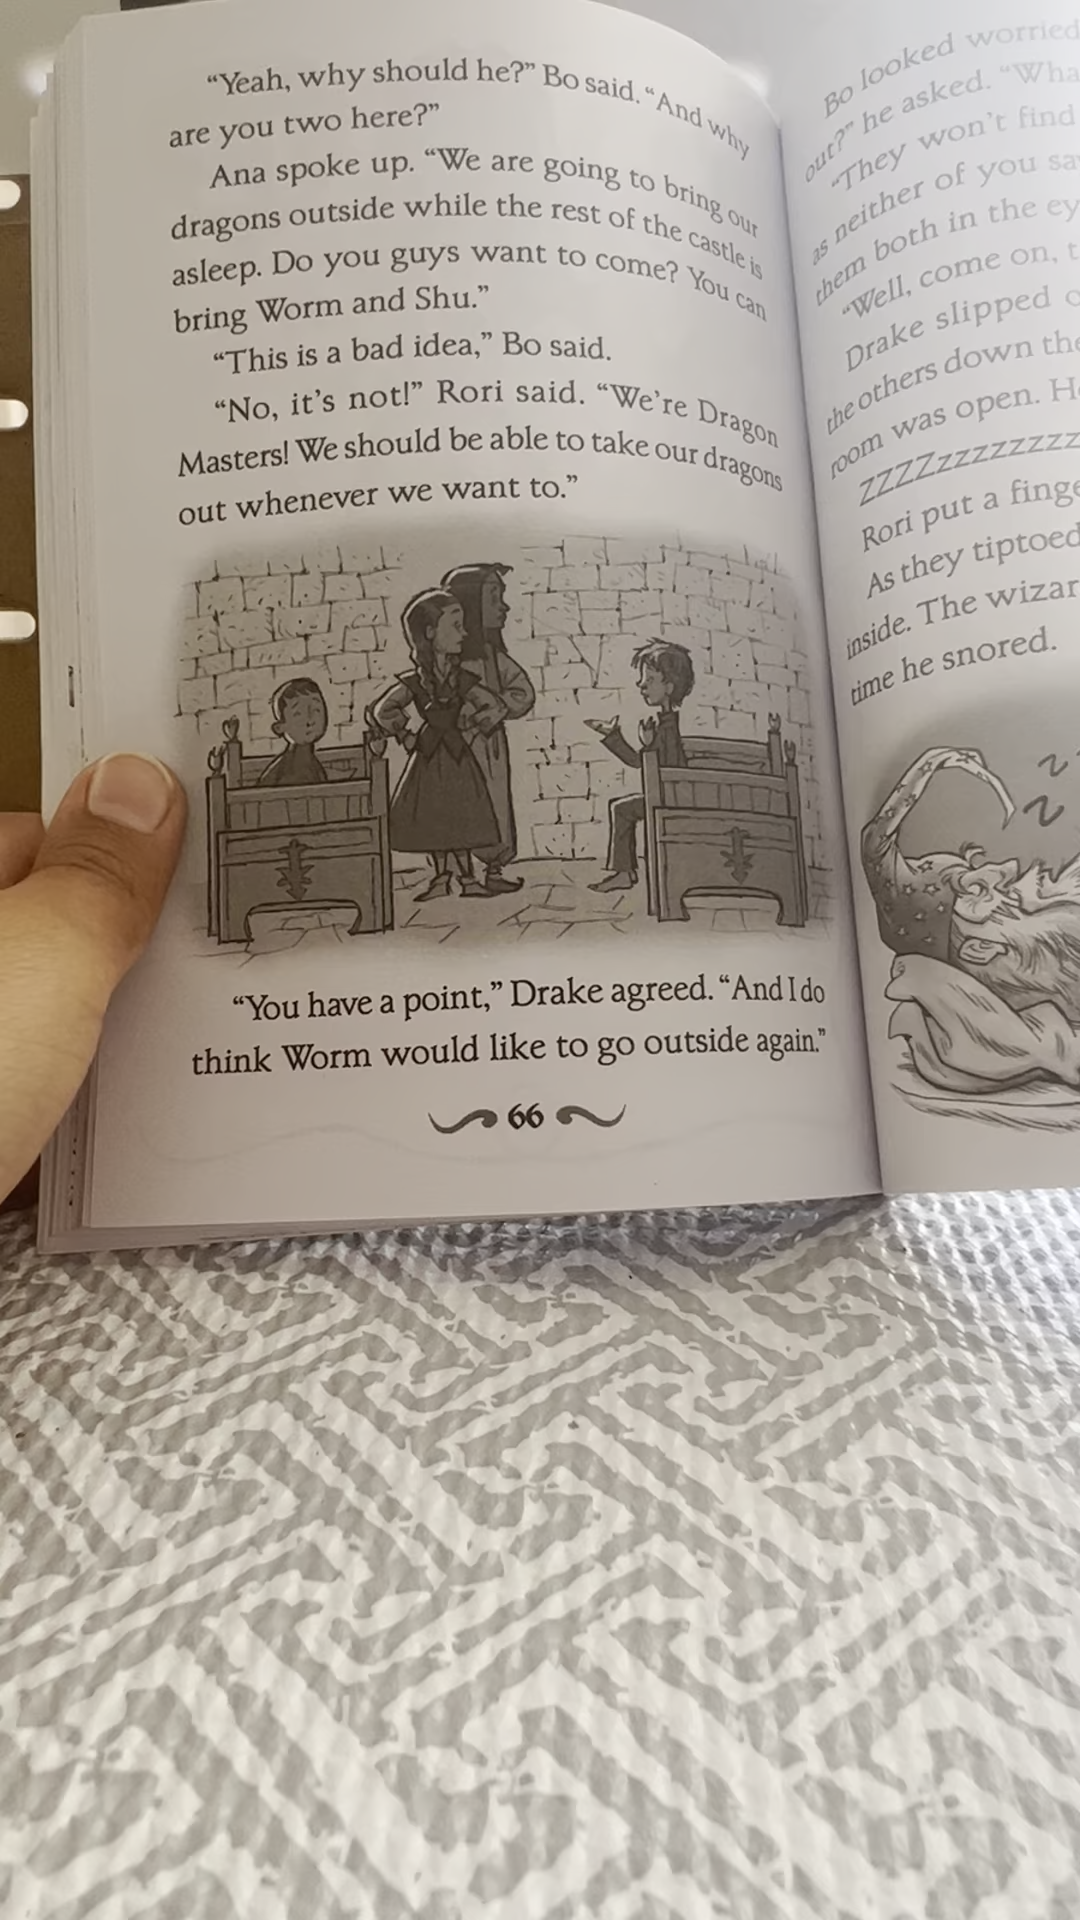 “Yeah, why should he?” Bo said. “And why
are you two here?”
Ana spoke up. “We are going to bring our
dragons outside while the rest of the castle is
asleep. Do you guys want to come? You can
bring Worm and Shu.”
“This is a bad idea,” Bo said.
“No, it’s not!” Rori said. “We’re Dragon
Masters! We should be able to take our dragons
out whenever we want to.”
“You have a point,” Drake agreed. “And I do
think Worm would like to go outside again.”
66
Bo looked worried
out?” he asked. “Wha
“They won’t find
as neither of you sa
them both in the ey
“Well, come on, t
Drake slipped o
the others down the
room was open. He
ZZZZzzzzzzzzz
Rori put a finge
As they tiptoed
inside. The wizar
time he snored.
z
z